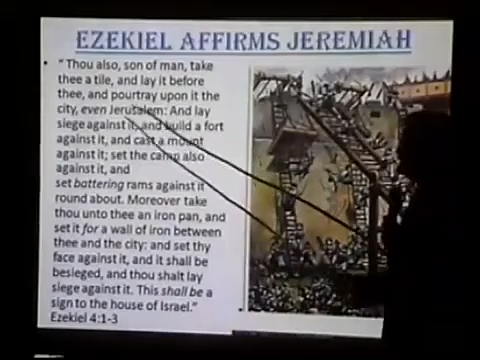 EZEKIEL AFFIRMS JEREMIAH
• " Thou also, son of man, take
thee a tile, and lay it before
thee, and pourtray upon it the
city, even Jerusalem: And lay
siege against it, and build a fort
against it, and cast a mount
against it; set the camp also
against it, and
set battering rams against it
round about. Moreover take
thou unto thee an iron pan, and
set it for a wall of iron between
thee and the city: and set thy
face against it, and it shall be
besieged, and thou shalt lay
siege against it. This shall be a
sign to the house of Israel."
Ezekiel 4:1-3